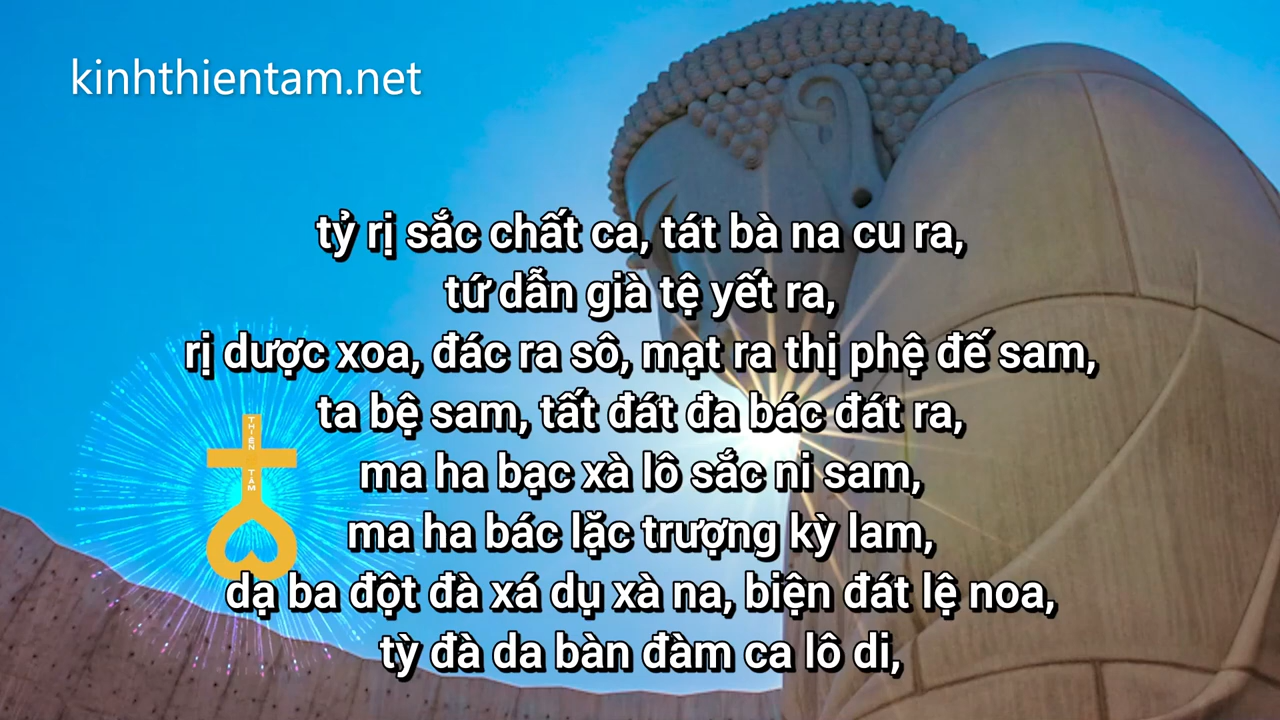 kinhthientam.net
tỷ rị sắc chất ca, tát bà na cu ra,
tứ dẫn già tệ yết ra,
rị dược xoa, đác ra sô, mạt ra thị phệ đế sam,
ta bệ sam, tất đát đa bác đát ra,
ma ha bạc xà lô sắc ni sam,
THIÊN TÂM
ma ha bác lặc trượng kỳ lam,
dạ ba đột đà xá dụ xà na, biện đát lệ noa,
tỳ đà da bàn đàm ca lô di,